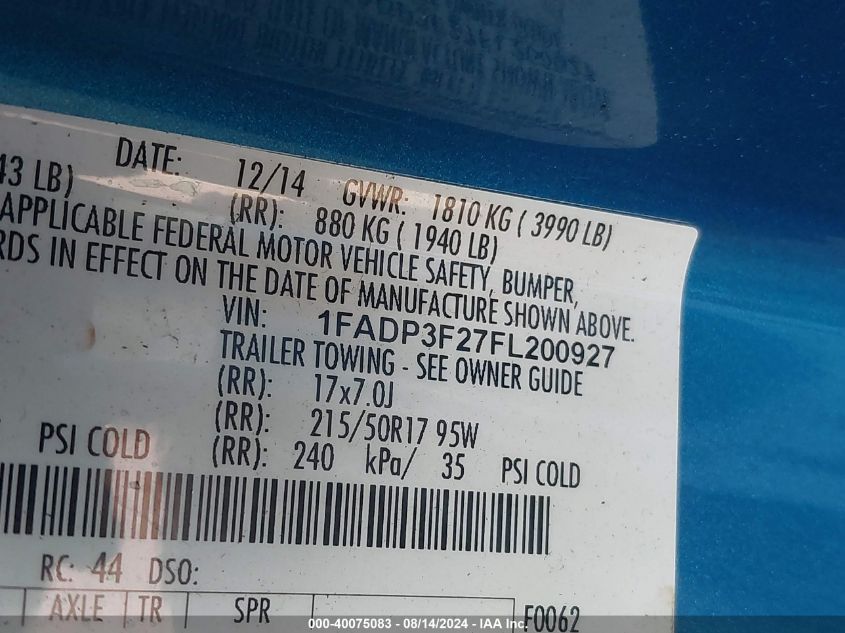 DATE: 12/14 GVWR: 1810 KG ( 3990 LB)
43 LB) (RR): 880 KG ( 1940 LB)
APPLICABLE FEDERAL MOTOR VEHICLE SAFETY, BUMPER,
RDS IN EFFECT ON THE DATE OF MANUFACTURE SHOWN ABOVE.
VIN: 1FADP3F27FL200927
TRAILER TOWING - SEE OWNER GUIDE
(RR): 17x7.0J
(RR): 215/50R17 95W
PSI COLD (RR): 240 kPa/ 35 PSI COLD
RC: 44 DSO:
AXLE TR SPR F0062
000-40075083 - 08/14/2024 - IAA Inc.